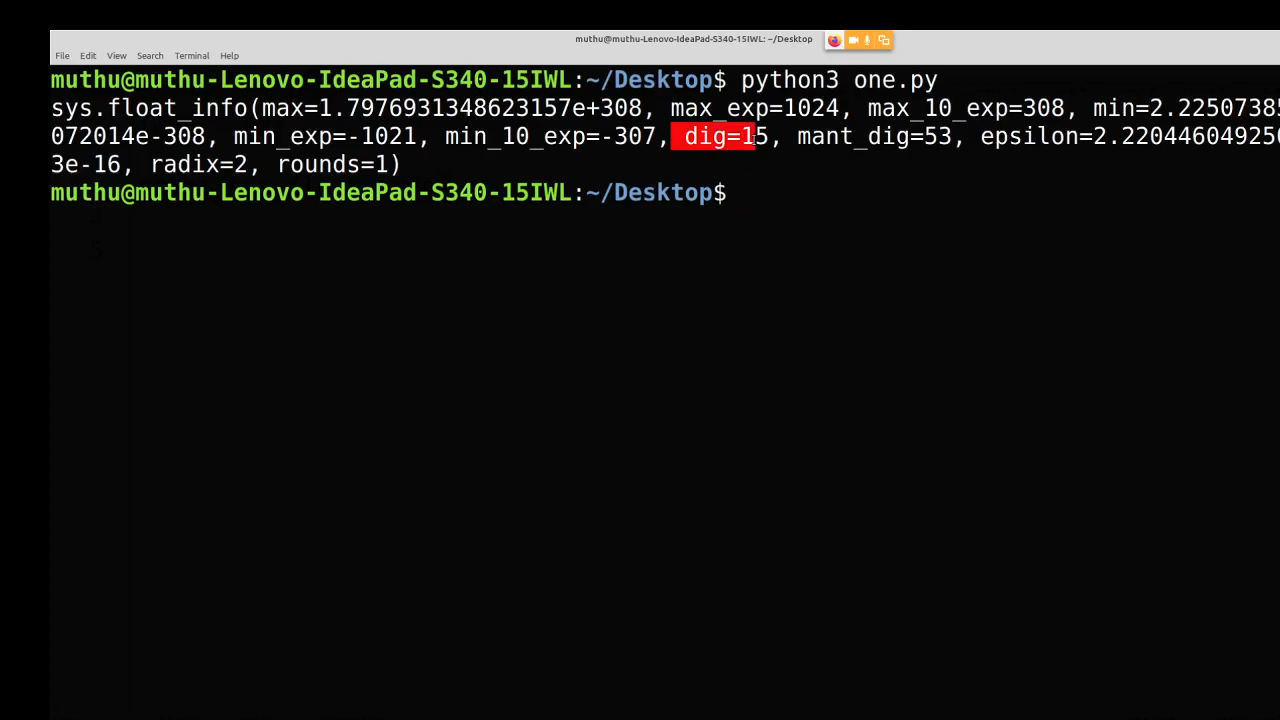 muthu@muthu-Lenovo-IdeaPad-S340-15IWL: ~/Desktop
File Edit View Search Terminal Help
muthu@muthu-Lenovo-IdeaPad-S340-15IWL:~/Desktop$ python3 one.py
sys.float_info(max=1.7976931348623157e+308, max_exp=1024, max_10_exp=308, min=2.22507385
072014e-308, min_exp=-1021, min_10_exp=-307, dig=15, mant_dig=53, epsilon=2.220446049250
3e-16, radix=2, rounds=1)
muthu@muthu-Lenovo-IdeaPad-S340-15IWL:~/Desktop$